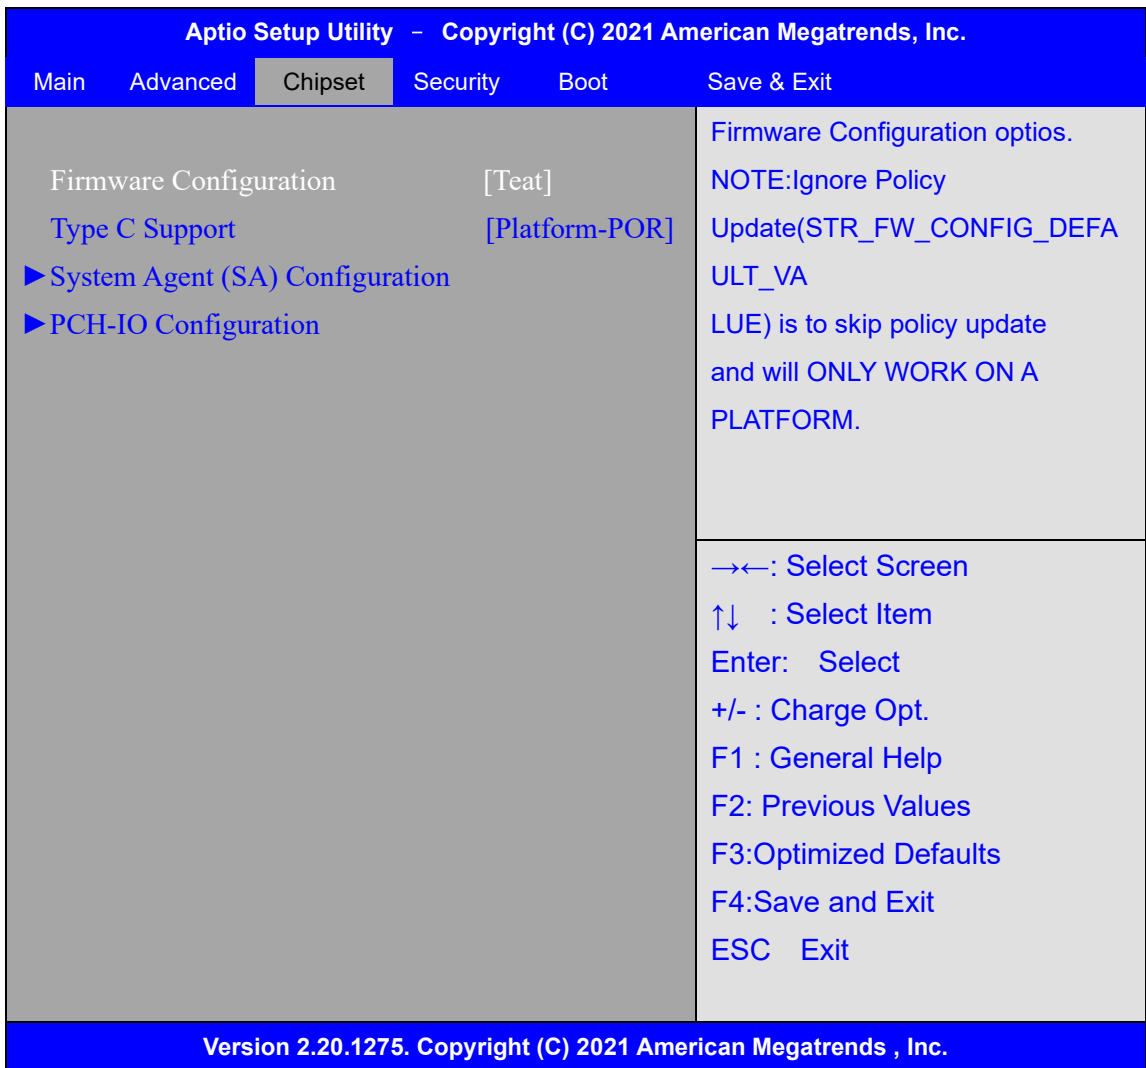 Aptio Setup Utility – Copyright (C) 2021 American Megatrends, Inc.
Main Advanced Chipset Security Boot Save & Exit
Firmware Configuration [Teat]
Type C Support [Platform-POR]
►System Agent (SA) Configuration
►PCH-IO Configuration
Firmware Configuration optios.
NOTE:Ignore Policy
Update(STR_FW_CONFIG_DEFA
ULT_VA
LUE) is to skip policy update
and will ONLY WORK ON A
PLATFORM.
→←: Select Screen
↑↓ : Select Item
Enter: Select
+/- : Charge Opt.
F1 : General Help
F2: Previous Values
F3:Optimized Defaults
F4:Save and Exit
ESC Exit
Version 2.20.1275. Copyright (C) 2021 American Megatrends , Inc.